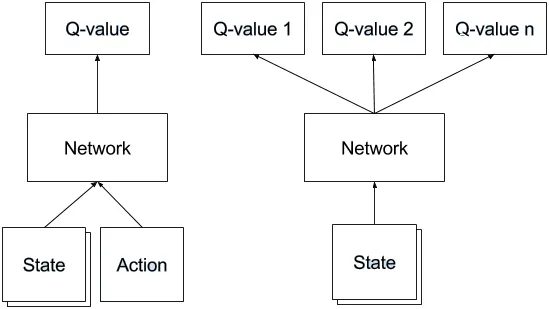 Q-value
Network
State
Action
Q-value 1
Q-value 2
Q-value n
Network
State